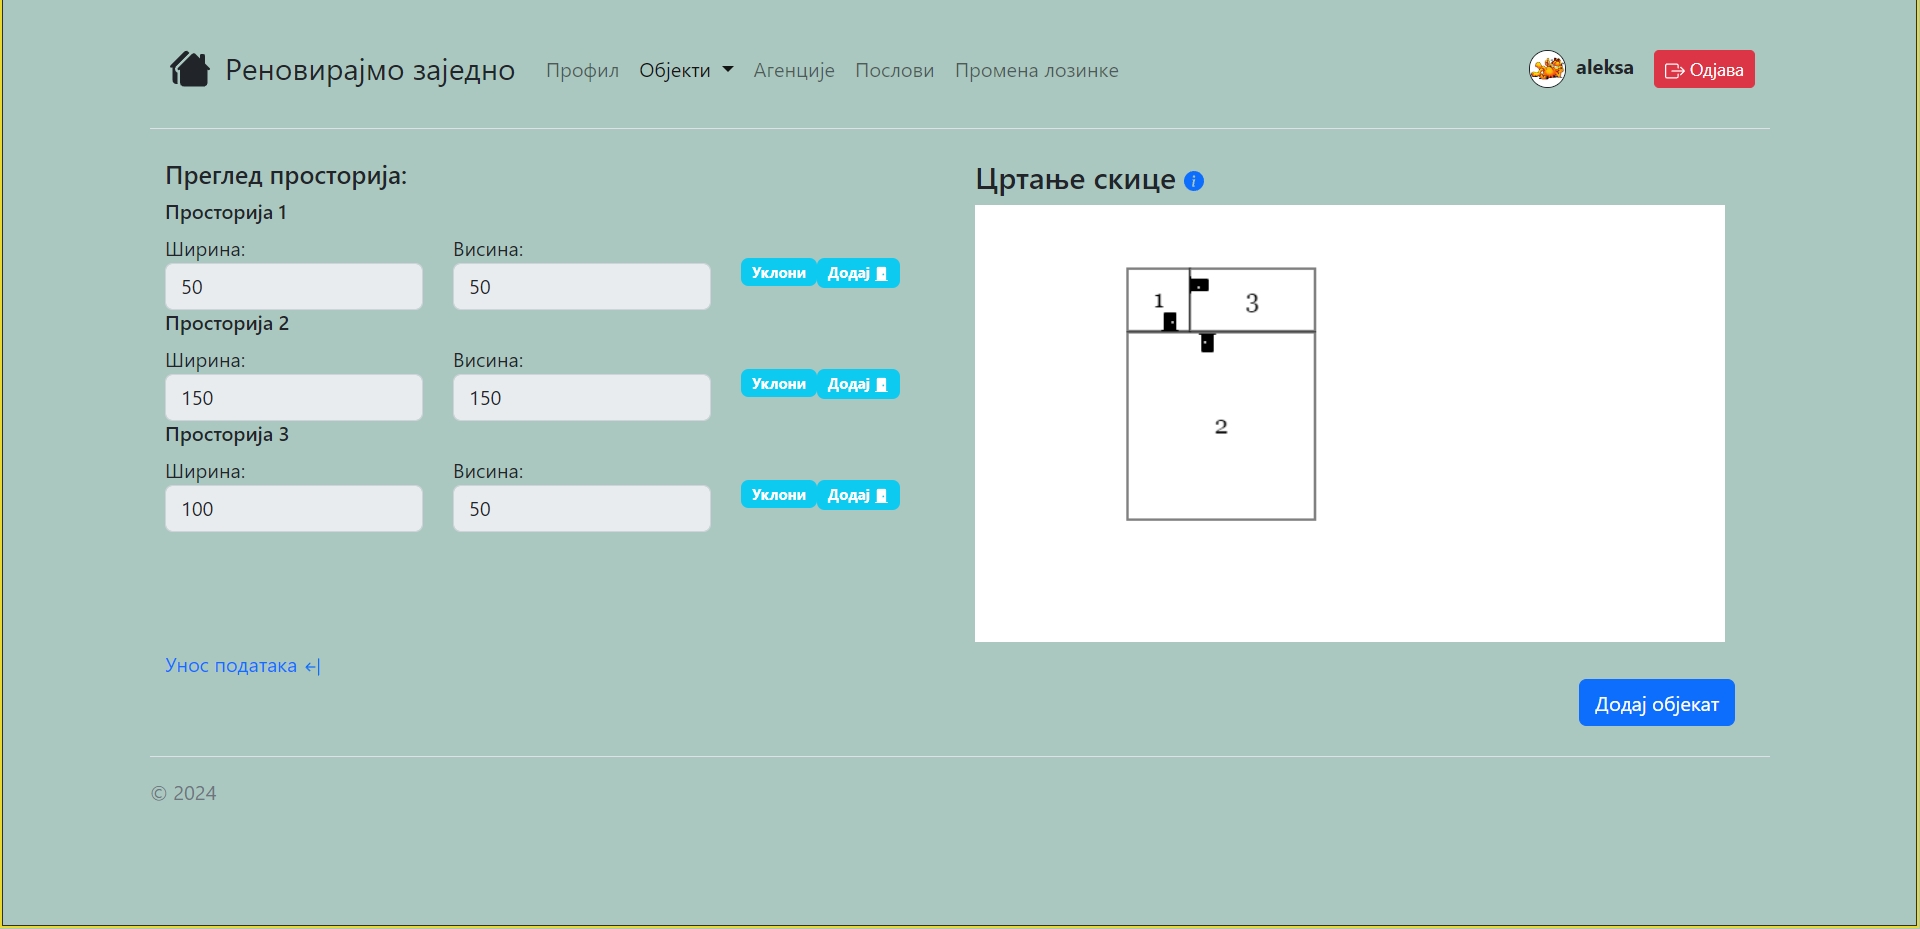 Реновирајмо заједно Профил Објекти Агенције Послови Промена лозинке aleksa Одјава
Преглед просторија:
Просторија 1
Ширина: Висина:
50 50 Уклони Додај
Просторија 2
Ширина: Висина:
150 150 Уклони Додај
Просторија 3
Ширина: Висина:
100 50 Уклони Додај
Унос података
Цртање скице
1 3
2
Додај објекат
© 2024